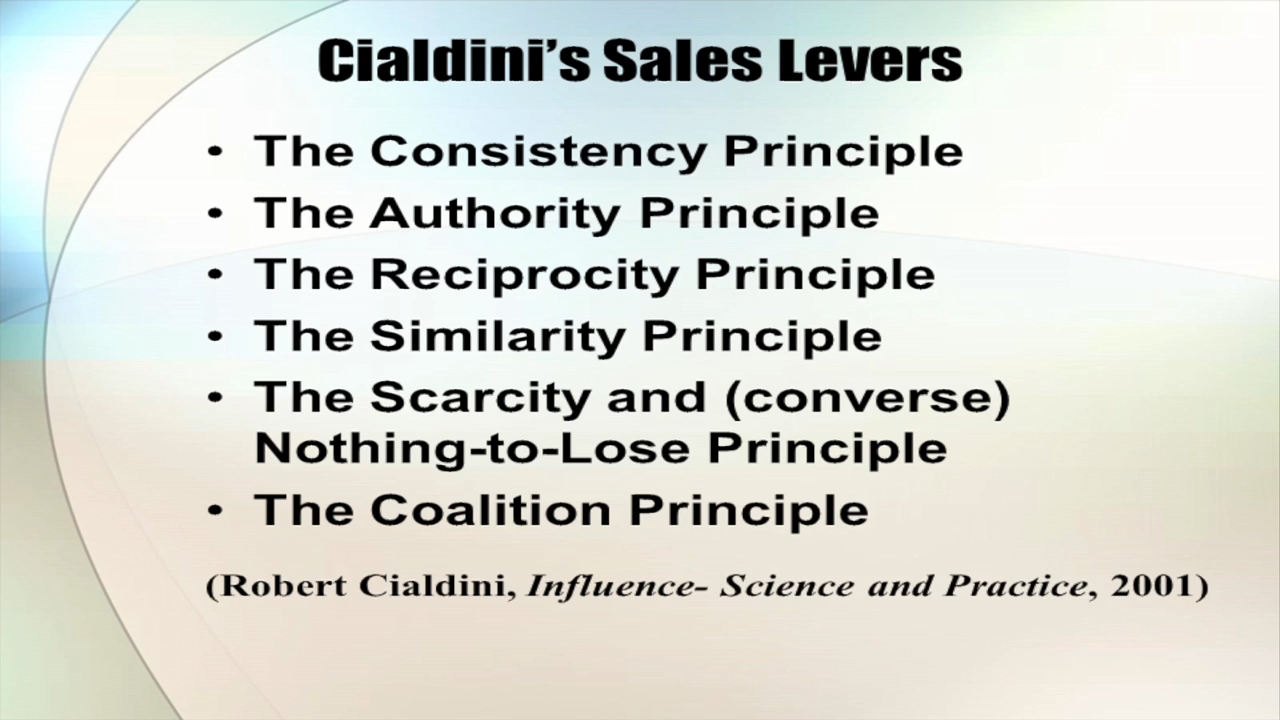 Cialdini's Sales Levers
• The Consistency Principle
• The Authority Principle
• The Reciprocity Principle
• The Similarity Principle
• The Scarcity and (converse)
Nothing-to-Lose Principle
• The Coalition Principle
(Robert Cialdini, Influence- Science and Practice, 2001)